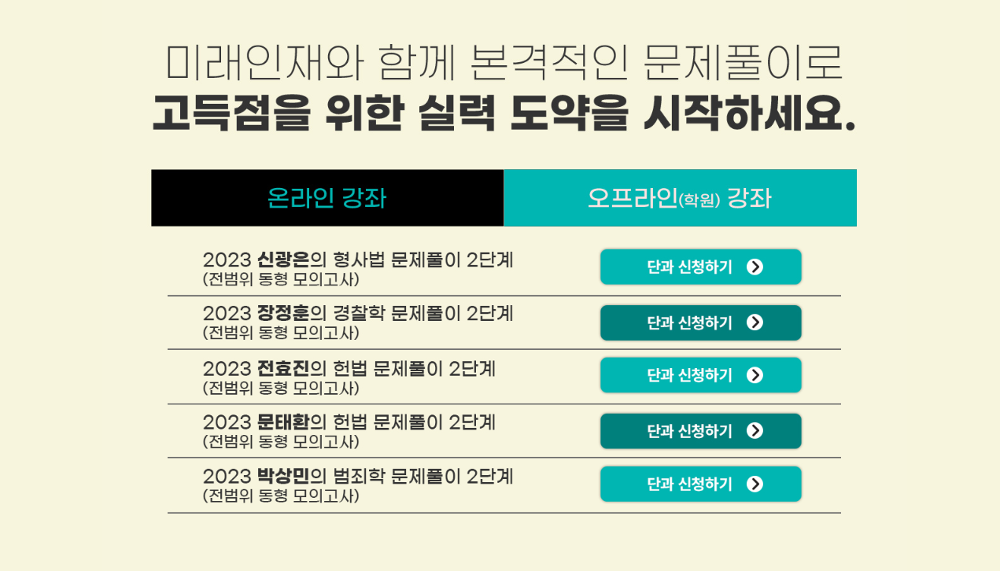 미래인재와 함께 본격적인 문제풀이로
고득점을 위한 실력 도약을 시작하세요.
온라인 강좌
오프라인(학원) 강좌
2023 신광은의 형사법 문제풀이 2단계
(전범위 동형 모의고사)
단과 신청하기
2023 장정훈의 경찰학 문제풀이 2단계
(전범위 동형 모의고사)
단과 신청하기
2023 전효진의 헌법 문제풀이 2단계
(전범위 동형 모의고사)
단과 신청하기
2023 문태환의 헌법 문제풀이 2단계
(전범위 동형 모의고사)
단과 신청하기
2023 박상민의 범죄학 문제풀이 2단계
(전범위 동형 모의고사)
단과 신청하기